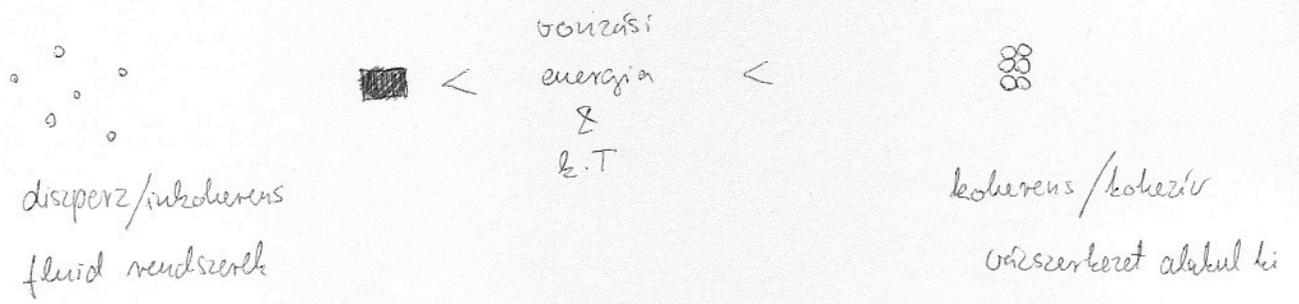 vonzási
< energia <
&
k.T
diszperz/inkoherens
koherens/kohezív
fluid rendszerek
vázszerkezet alakul ki